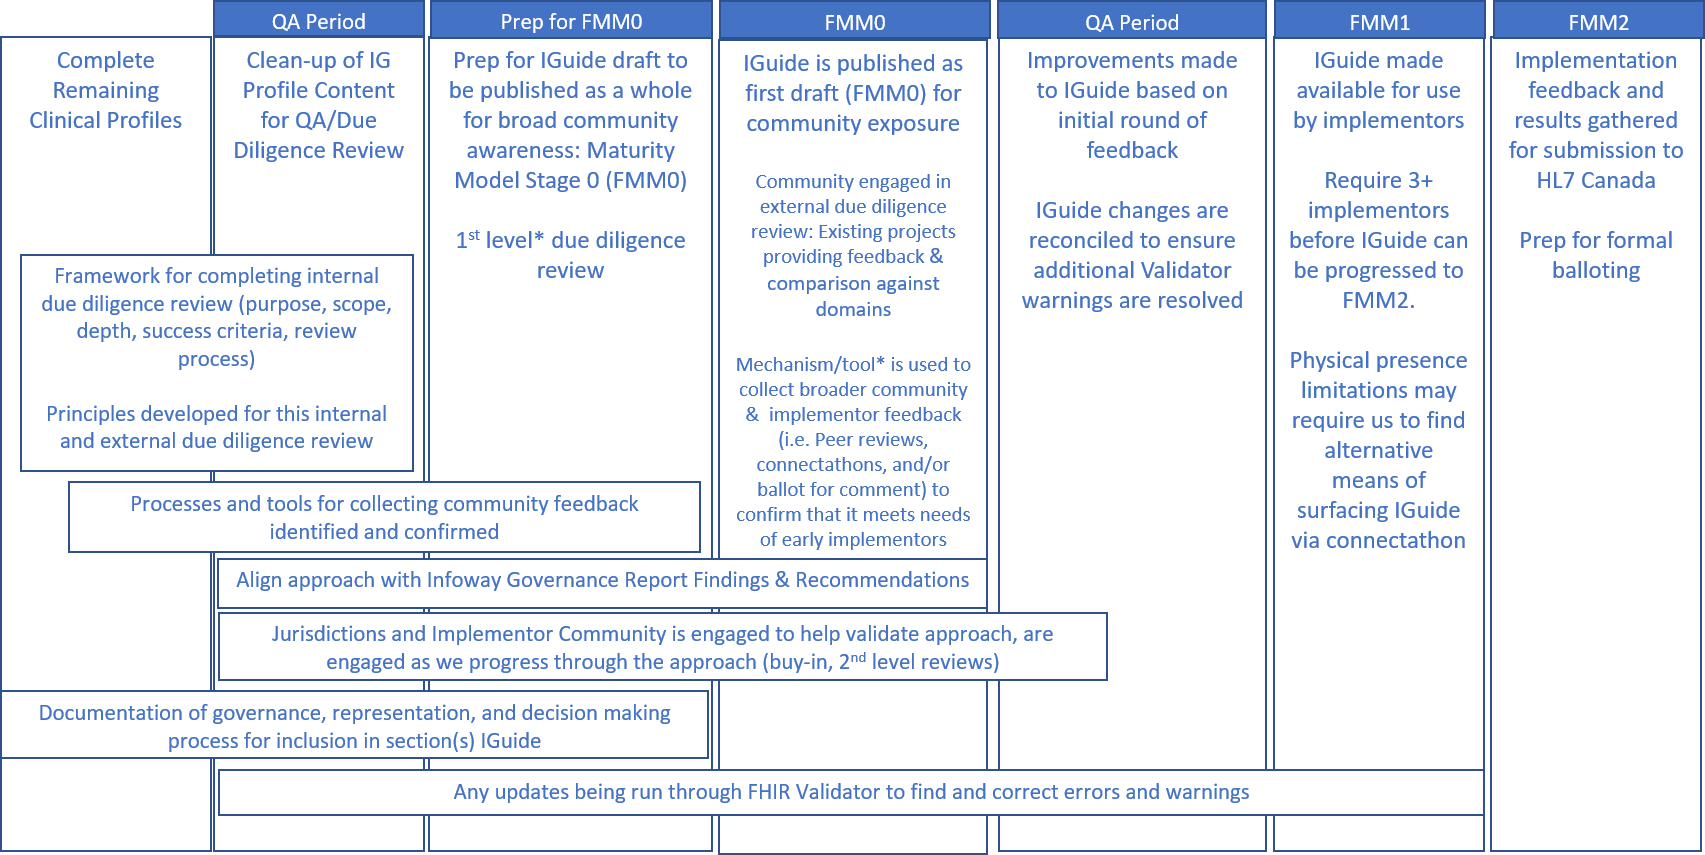 QA Period
Prep for FMM0
FMM0
QA Period
FMM1
FMM2
Complete
Remaining
Clinical Profiles
Clean-up of IG
Profile Content
for QA/Due
Diligence Review
Prep for IGuide draft to
be published as a whole
for broad community
awareness: Maturity
Model Stage 0 (FMM0)
1st level* due diligence
review
IGuide is published as
first draft (FMM0) for
community exposure
Community engaged in
external due diligence
review: Existing projects
providing feedback &
comparison against
domains
Mechanism/tool* is used to
collect broader community
& implementor feedback
(i.e. Peer reviews,
connectathons, and/or
ballot for comment) to
confirm that it meets needs
of early implementors
Improvements made
to IGuide based on
initial round of
feedback
IGuide changes are
reconciled to ensure
additional Validator
warnings are resolved
IGuide made
available for use
by implementors
Require 3+
implementors
before IGuide can
be progressed to
FMM2.
Physical presence
limitations may
require us to find
alternative
means of
surfacing IGuide
via connectathon
Implementation
feedback and
results gathered
for submission to
HL7 Canada
Prep for formal
balloting
Framework for completing internal
due diligence review (purpose, scope,
depth, success criteria, review
process)
Principles developed for this internal
and external due diligence review
Processes and tools for collecting community feedback
identified and confirmed
Align approach with Infoway Governance Report Findings & Recommendations
Jurisdictions and Implementor Community is engaged to help validate approach, are
engaged as we progress through the approach (buy-in, 2nd level reviews)
Documentation of governance, representation, and decision making
process for inclusion in section(s) IGuide
Any updates being run through FHIR Validator to find and correct errors and warnings